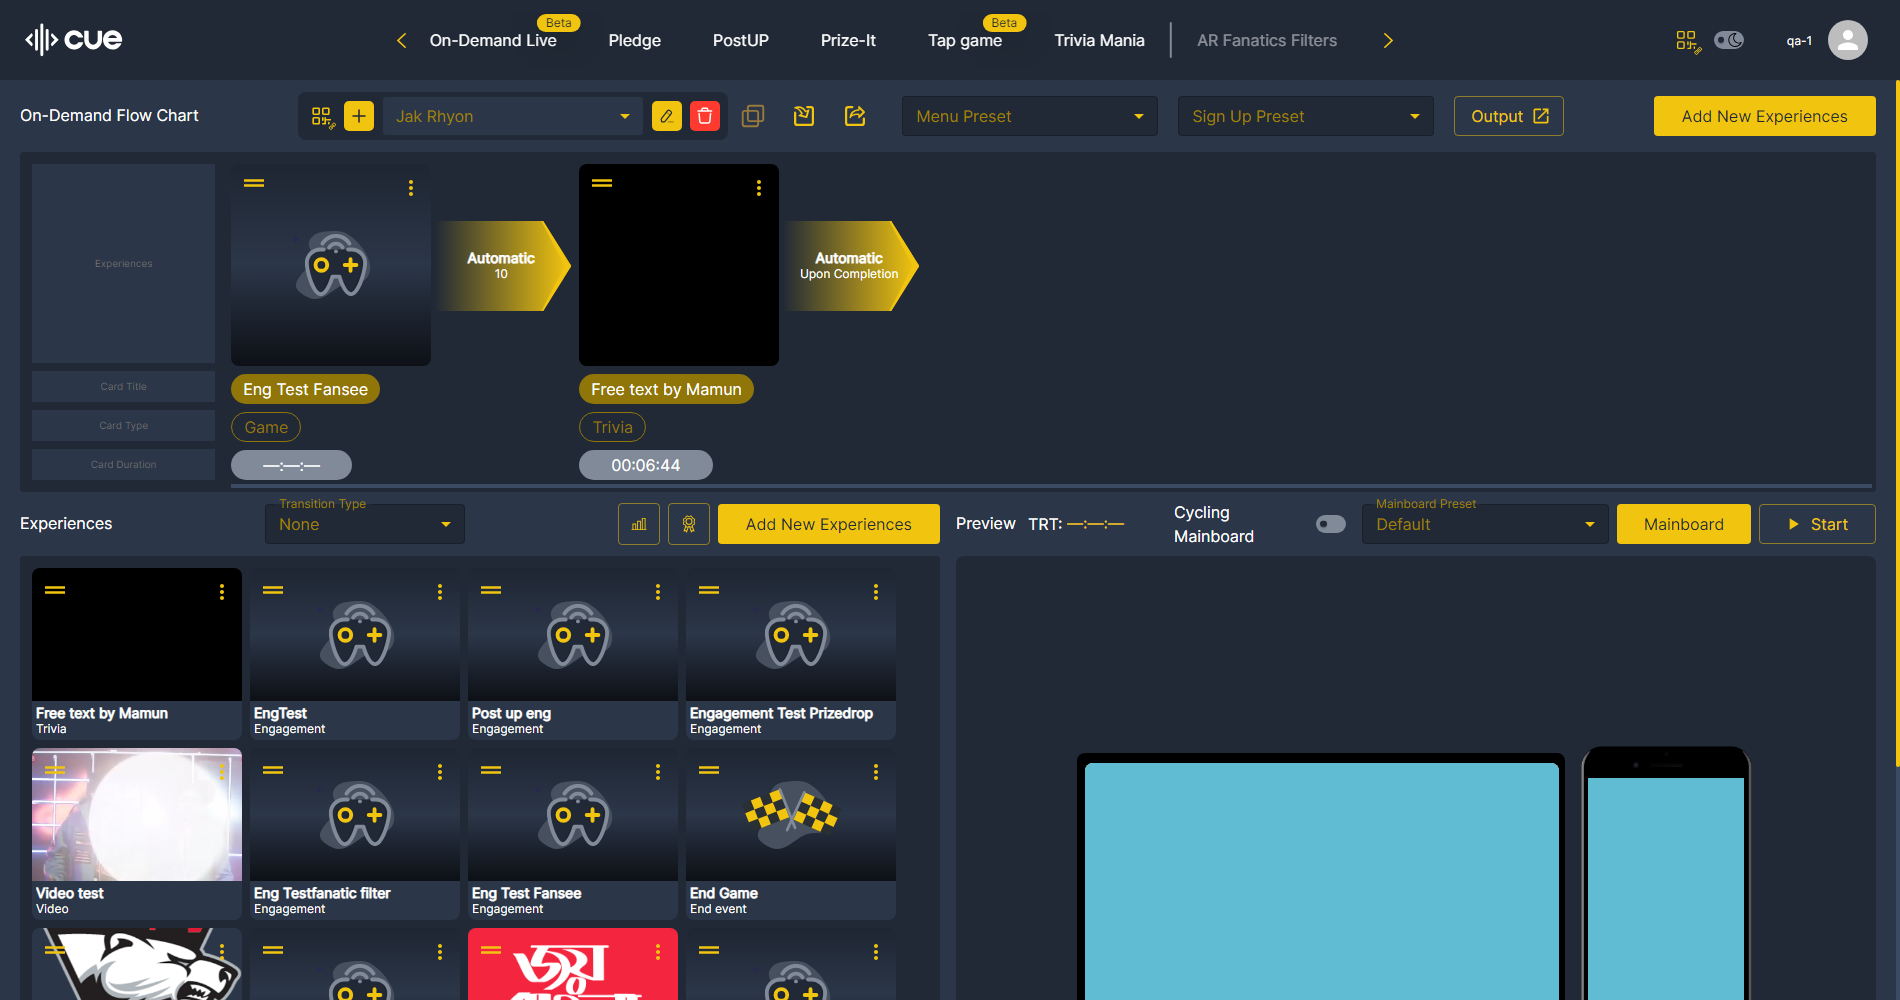 cue
On-Demand Live
Beta
Pledge
PostUP
Prize-It
Tap game
Beta
Trivia Mania
AR Fanatics Filters
qa-1
On-Demand Flow Chart
Jak Rhyon
Menu Preset
Sign Up Preset
Output
Add New Experiences
Experiences
Card Title
Card Type
Card Duration
Automatic
10
Automatic
Upon Completion
Eng Test Fansee
Game
—:—:—
Free text by Mamun
Trivia
00:06:44
Experiences
Transition Type
None
Add New Experiences
Preview
TRT: —:—:—
Cycling
Mainboard
Mainboard Preset
Default
Mainboard
Start
Free text by Mamun
Trivia
EngTest
Engagement
Post up eng
Engagement
Engagement Test Prizedrop
Engagement
Video test
Video
Eng Testfanatic filter
Engagement
Eng Test Fansee
Engagement
End Game
End event
জয়